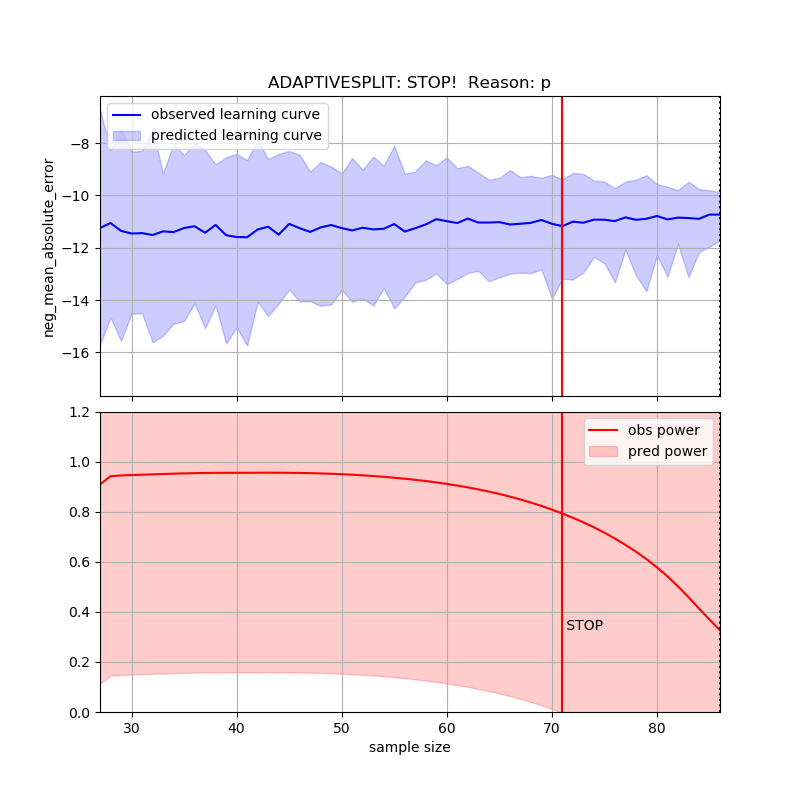 ADAPTIVESPLIT: STOP!  Reason: p
observed learning curve
predicted learning curve
neg_mean_absolute_error
−8
−10
−12
−14
−16
1.2
1.0
0.8
0.6
0.4
0.2
0.0
obs power
pred power
STOP
30 40 50 60 70 80
sample size